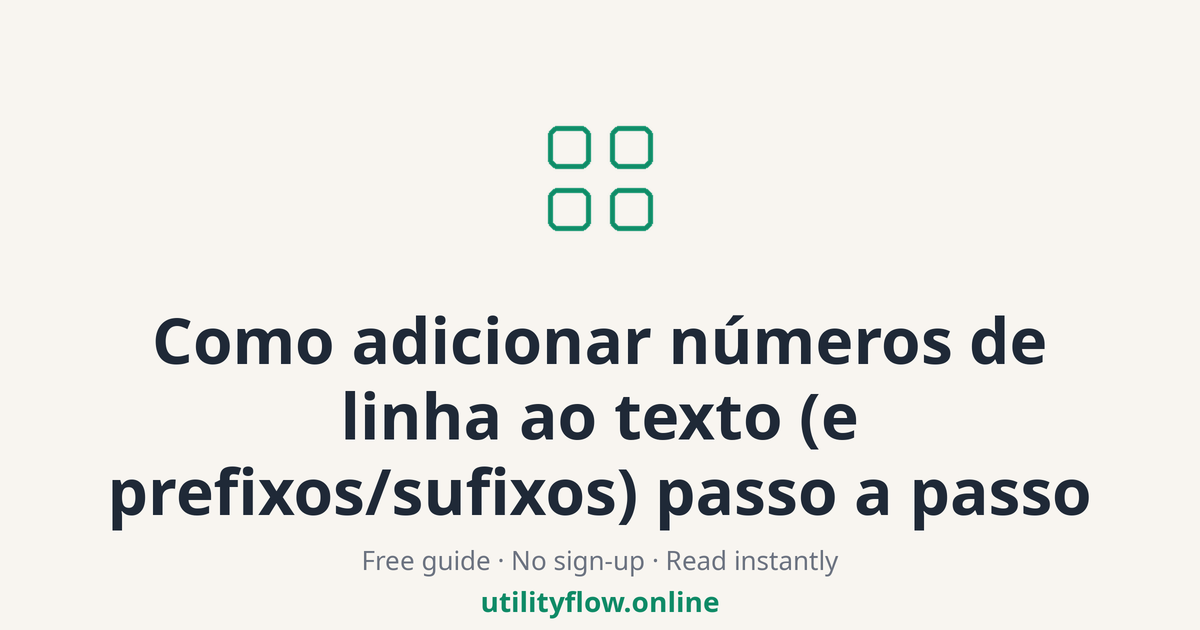 Como adicionar números de
linha ao texto (e
prefixos/sufixos) passo a passo
Free guide · No sign-up · Read instantly
utilityflow.online